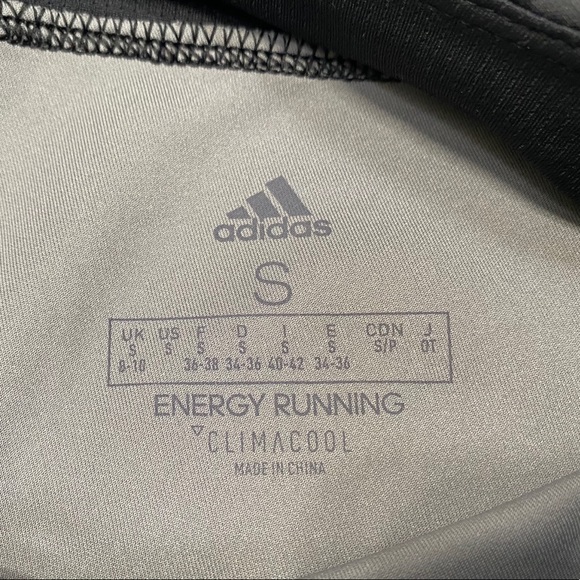 adidas
S
UK US F D I E CDN J
S S S S S S S/P OT
8-10 36-38 34-36 40-42 34-36
ENERGY RUNNING
CLIMACOOL
MADE IN CHINA